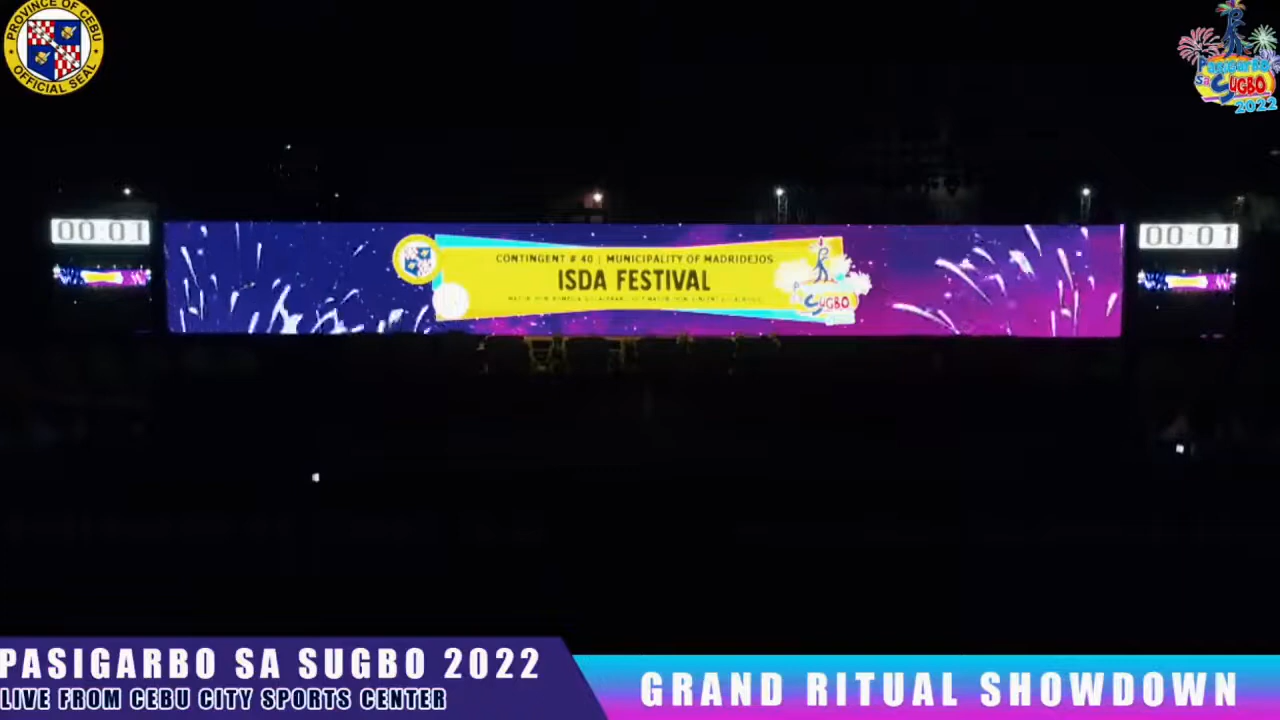 PROVINCE OF CEBU
OFFICIAL SEAL
Pasigarbo
sa SUGBO
2022
00:01
00:01
CONTINGENT # 40 | MUNICIPALITY OF MADRIDEJOS
ISDA FESTIVAL
SUGBO
PASIGARBO SA SUGBO 2022
LIVE FROM CEBU CITY SPORTS CENTER
GRAND RITUAL SHOWDOWN